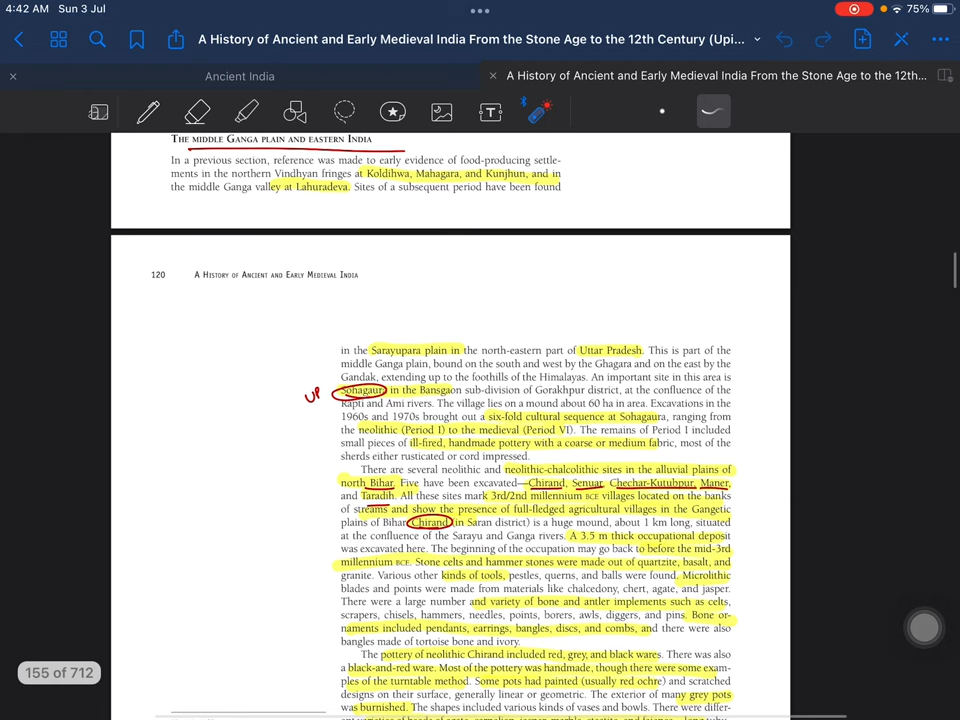 4:42 AM Sun 3 Jul
75%
A History of Ancient and Early Medieval India From the Stone Age to the 12th Century (Upi...
Ancient India
A History of Ancient and Early Medieval India From the Stone Age to the 12th...
THE MIDDLE GANGA PLAIN AND EASTERN INDIA
In a previous section, reference was made to early evidence of food-producing settle-
ments in the northern Vindhyan fringes at Koldihwa, Mahagara, and Kunjhun, and in
the middle Ganga valley at Lahuradeva. Sites of a subsequent period have been found
120 A HISTORY OF ANCIENT AND EARLY MEDIEVAL INDIA
in the Sarayupara plain in the north-eastern part of Uttar Pradesh. This is part of the
middle Ganga plain, bound on the south and west by the Ghagara and on the east by the
Gandak, extending up to the foothills of the Himalayas. An important site in this area is
UP
Sohagaura in the Bansgaon sub-division of Gorakhpur district, at the confluence of the
Rapti and Ami rivers. The village lies on a mound about 60 ha in area. Excavations in the
1960s and 1970s brought out a six-fold cultural sequence at Sohagaura, ranging from
the neolithic (Period I) to the medieval (Period VI). The remains of Period I included
small pieces of ill-fired, handmade pottery with a coarse or medium fabric, most of the
sherds either rusticated or cord impressed.
There are several neolithic and neolithic-chalcolithic sites in the alluvial plains of
north Bihar. Five have been excavated—Chirand, Senuar, Chechar-Kutubpur, Maner,
and Taradih. All these sites mark 3rd/2nd millennium BCE villages located on the banks
of streams and show the presence of full-fledged agricultural villages in the Gangetic
plains of Bihar. Chirand (in Saran district) is a huge mound, about 1 km long, situated
at the confluence of the Sarayu and Ganga rivers. A 3.5 m thick occupational deposit
was excavated here. The beginning of the occupation may go back to before the mid-3rd
millennium BCE. Stone celts and hammer stones were made out of quartzite, basalt, and
granite. Various other kinds of tools, pestles, querns, and balls were found. Microlithic
blades and points were made from materials like chalcedony, chert, agate, and jasper.
There were a large number and variety of bone and antler implements such as celts,
scrapers, chisels, hammers, needles, points, borers, awls, diggers, and pins. Bone or-
naments included pendants, earrings, bangles, discs, and combs, and there were also
bangles made of tortoise bone and ivory.
The pottery of neolithic Chirand included red, grey, and black wares. There was also
a black-and-red ware. Most of the pottery was handmade, though there were some exam-
ples of the turntable method. Some pots had painted (usually red ochre) and scratched
designs on their surface, generally linear or geometric. The exterior of many grey pots
was burnished. The shapes included various kinds of vases and bowls. There were differ-
155 of 712